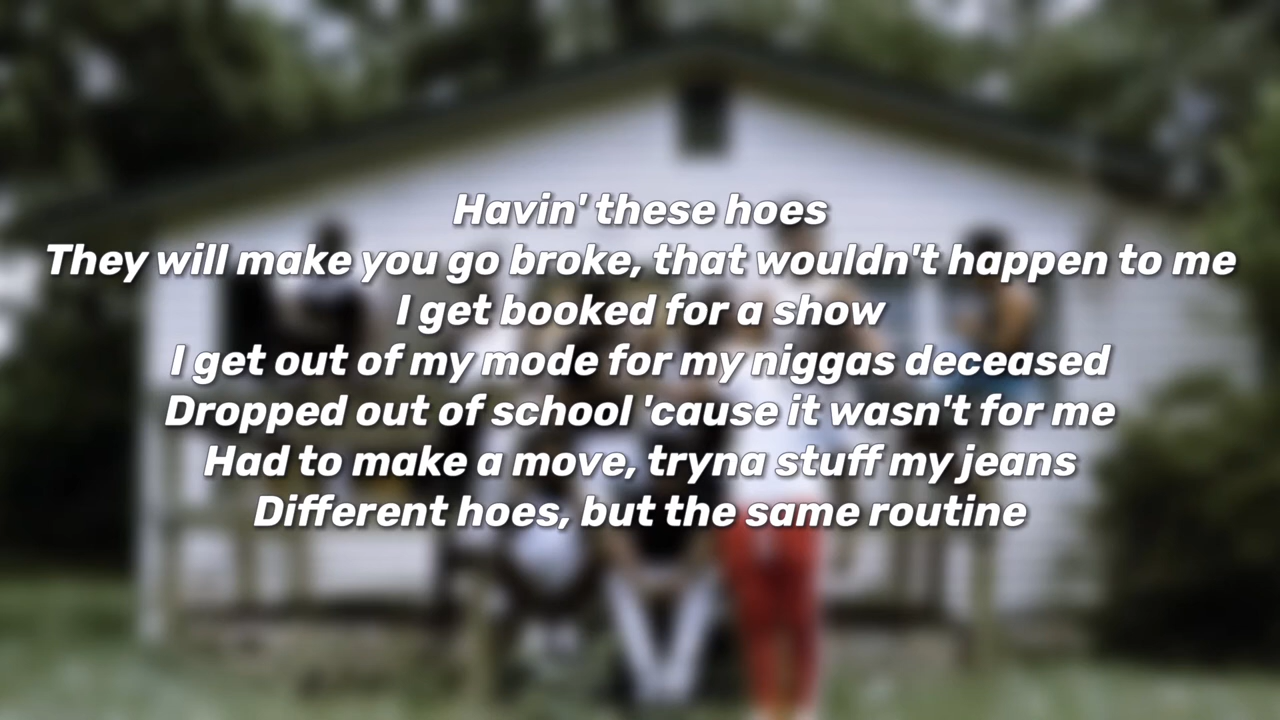 Havin' these hoes
They will make you go broke, that wouldn't happen to me
I get booked for a show
I get out of my mode for my niggas deceased
Dropped out of school 'cause it wasn't for me
Had to make a move, tryna stuff my jeans
Different hoes, but the same routine